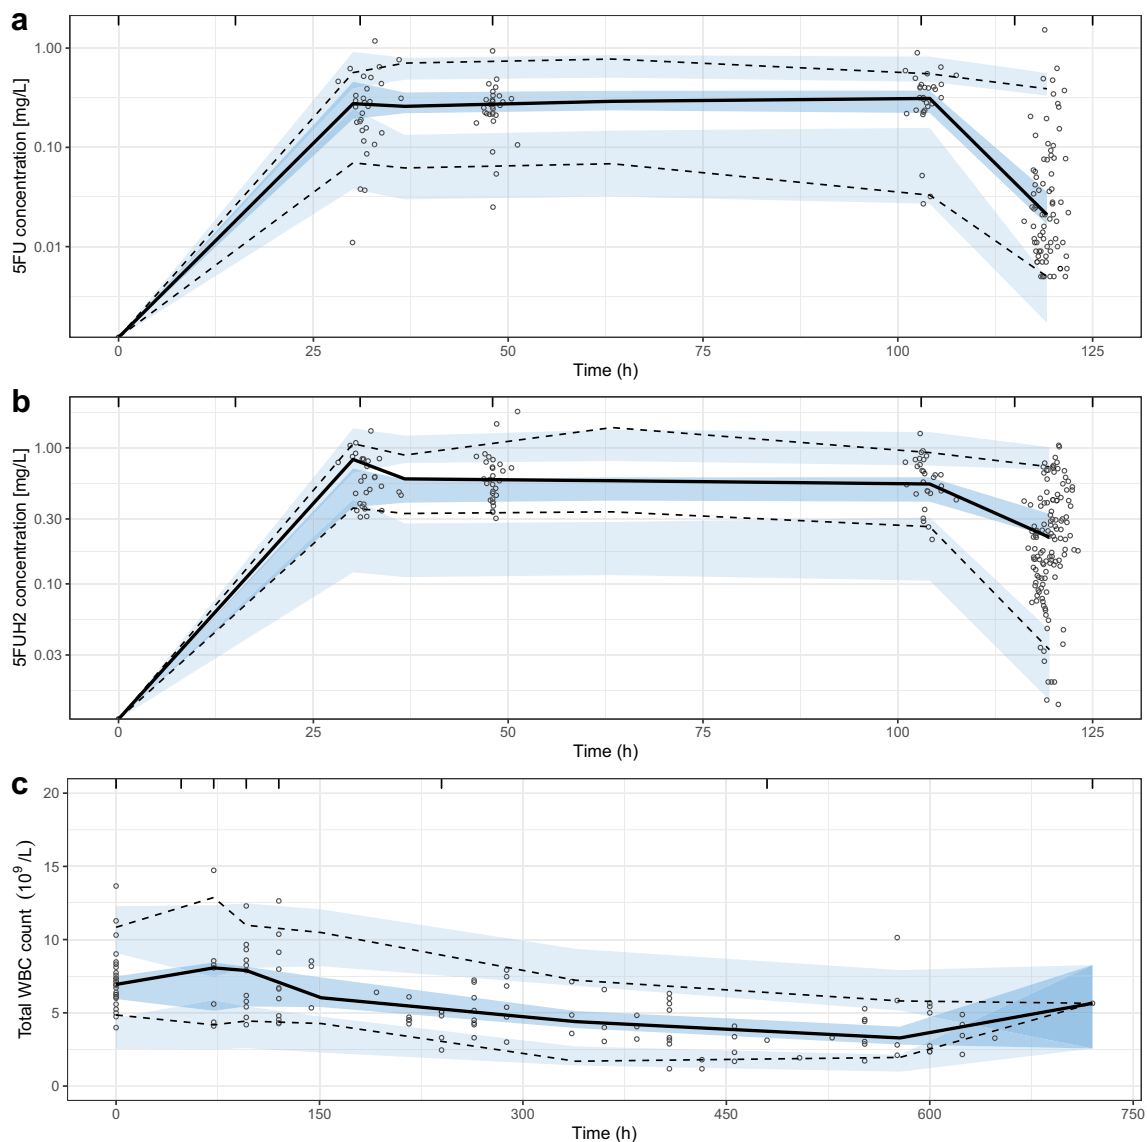 a
5FU concentration [mg/L]
1.00
0.10
0.01
0 25 50 75 100 125
Time (h)
b
5FUH2 concentration [mg/L]
1.00
0.30
0.10
0.03
0 25 50 75 100 125
Time (h)
c
Total WBC count (10⁹/L)
20
15
10
5
0
0 150 300 450 600 750
Time (h)